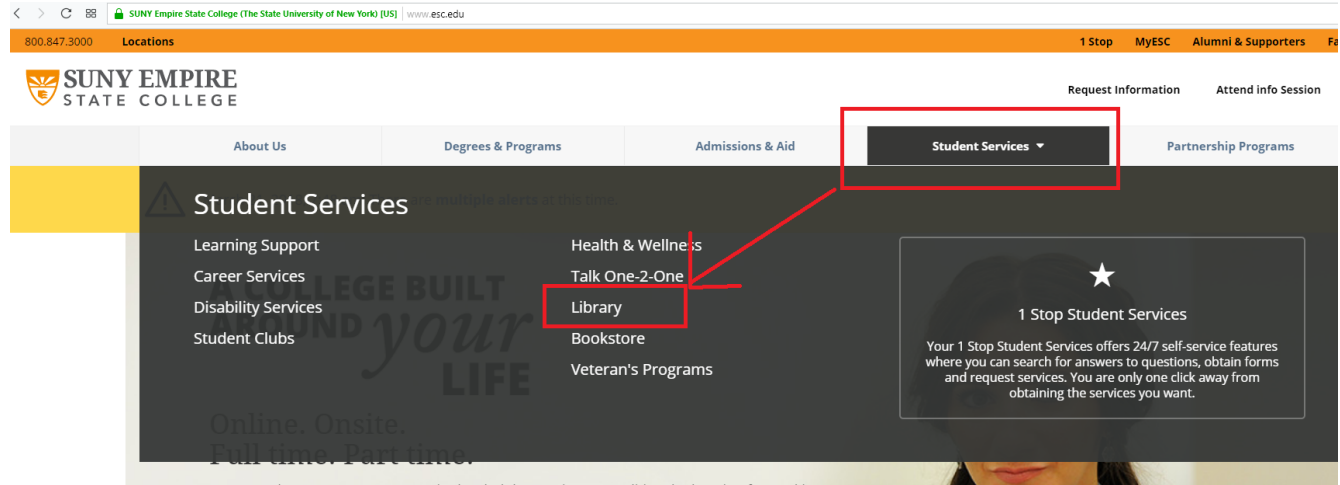 SUNY Empire State College (The State University of New York) [US] www.esc.edu
800.847.3000 Locations 1 Stop MyESC Alumni & Supporters
SUNY EMPIRE
STATE COLLEGE
Request Information Attend info Session
About Us Degrees & Programs Admissions & Aid Student Services Partnership Programs
are multiple alerts at this time.
Student Services
Learning Support
Career Services
Disability Services
Student Clubs
Health & Wellness
Talk One-2-One
Library
Bookstore
Veteran's Programs
1 Stop Student Services
Your 1 Stop Student Services offers 24/7 self-service features
where you can search for answers to questions, obtain forms
and request services. You are only one click away from
obtaining the services you want.
A COLLEGE BUILT
AROUND your
LIFE
Online. Onsite.
Full time. Part time.